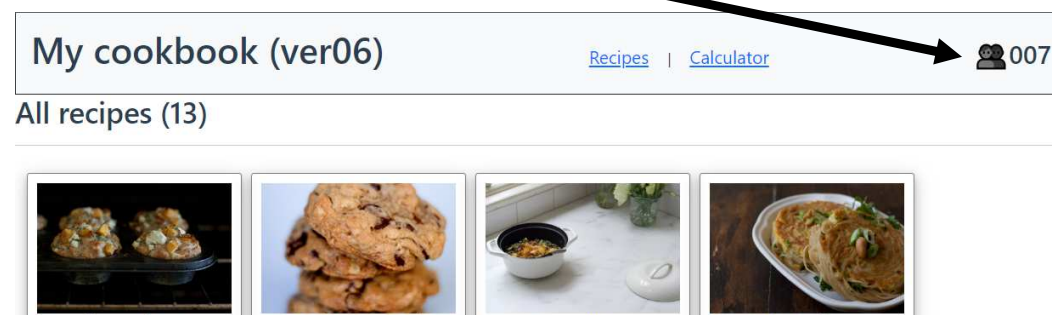 My cookbook (ver06)
Recipes | Calculator
007
All recipes (13)